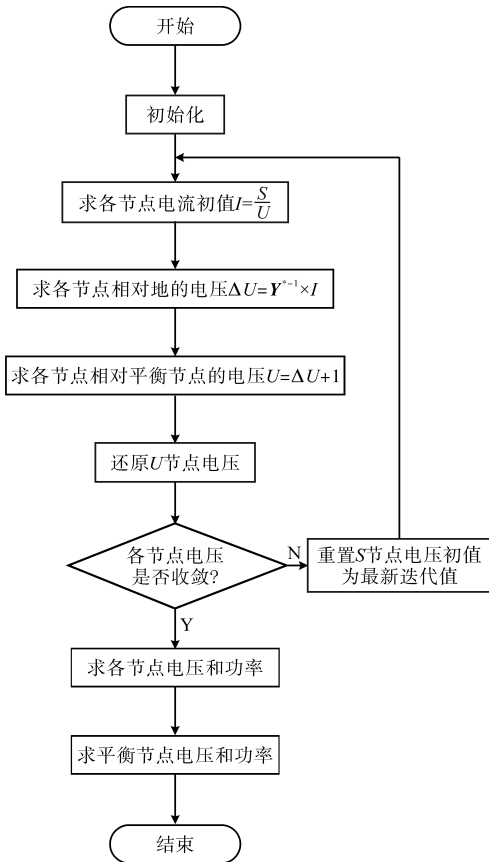 开始
初始化
求各节点电流初值I=S/U
求各节点相对地的电压ΔU=Y*⁻¹×I
求各节点相对平衡节点的电压U=ΔU+1
还原U节点电压
各节点电压
是否收敛?
N
重置S节点电压初值
为最新迭代值
Y
求各节点电压和功率
求平衡节点电压和功率
结束